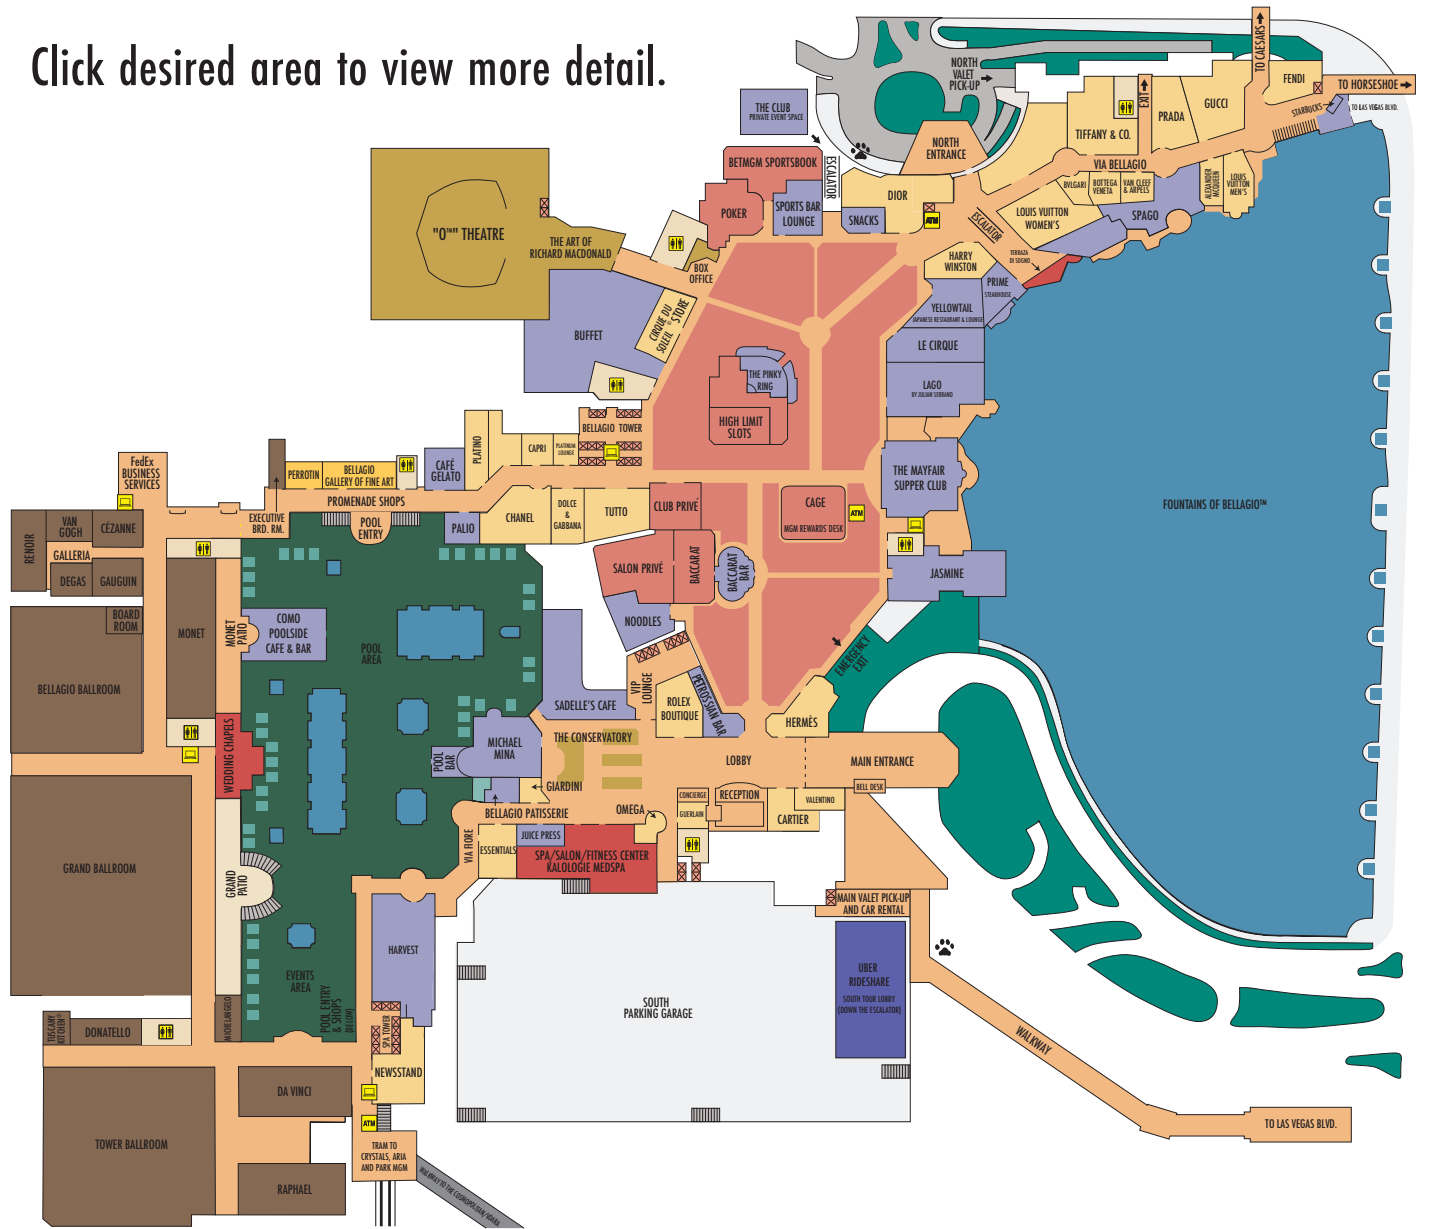 Click desired area to view more detail.
TO CAESARS
NORTH
VALET
PICK-UP
FENDI
TO HORSESHOE
STARBUCKS
TO LAS VEGAS BLVD.
THE CLUB
PRIVATE EVENT SPACE
EXIT
PRADA
GUCCI
TIFFANY & CO.
NORTH
ENTRANCE
VIA BELLAGIO
BETMGM SPORTSBOOK
ESCALATOR
DIOR
BVLGARI
BOTTEGA
VENETA
VAN CLEEF
& ARPELS
ALEXANDER
MCQUEEN
LOUIS
VUITTON
MEN'S
POKER
SPORTS BAR
LOUNGE
SNACKS
ATM
ESCALATOR
LOUIS VUITTON
WOMEN'S
SPAGO
"O™" THEATRE
THE ART OF
RICHARD MACDONALD
BOX
OFFICE
HARRY
WINSTON
TERRAZA
DI SOGNO
PRIME
STEAKHOUSE
CIRQUE DU
SOLEIL® STORE
BUFFET
YELLOWTAIL
JAPANESE RESTAURANT & LOUNGE
LE CIRQUE
THE PINKY
RING
LAGO
BY JULIAN SERRANO
HIGH LIMIT
SLOTS
BELLAGIO TOWER
PLATINO
CAPRI
PLATINUM
LOUNGE
FedEx
BUSINESS
SERVICES
PERROTIN
BELLAGIO
GALLERY OF FINE ART
CAFÉ
GELATO
THE MAYFAIR
SUPPER CLUB
FOUNTAINS OF BELLAGIO™
PROMENADE SHOPS
EXECUTIVE
BRD. RM.
POOL
ENTRY
PALIO
CHANEL
DOLCE
&
GABBANA
TUTTO
CLUB PRIVÉ
CAGE
MGM REWARDS DESK
ATM
RENOIR
VAN
GOGH
CÉZANNE
GALLERIA
DEGAS
GAUGUIN
SALON PRIVÉ
BACCARAT
BACCARAT
BAR
JASMINE
BOARD
ROOM
MONET
MONET
PATIO
COMO
POOLSIDE
CAFE & BAR
POOL
AREA
NOODLES
EMERGENCY
EXIT
BELLAGIO BALLROOM
VIP
LOUNGE
ROLEX
BOUTIQUE
PETROSSIAN BAR
SADELLE'S CAFE
HERMÈS
WEDDING CHAPELS
POOL
BAR
MICHAEL
MINA
THE CONSERVATORY
LOBBY
MAIN ENTRANCE
GIARDINI
BELL DESK
CONCIERGE
RECEPTION
VALENTINO
GUERLAIN
CARTIER
BELLAGIO PATISSERIE
OMEGA
VIA FIORE
ESSENTIALS
JUICE PRESS
SPA/SALON/FITNESS CENTER
KALOLOGIE MEDSPA
GRAND BALLROOM
GRAND
PATIO
MAIN VALET PICK-UP
AND CAR RENTAL
HARVEST
EVENTS
AREA
POOL ENTRY
& SHOPS
(BELOW)
UBER
RIDESHARE
SOUTH TOUR LOBBY
(DOWN THE ESCALATOR)
SOUTH
PARKING GARAGE
TUSCANY
KITCHEN®
DONATELLO
MICHELANGELO
SPA TOWER
WALKWAY
NEWSSTAND
DA VINCI
ATM
TO LAS VEGAS BLVD.
TOWER BALLROOM
TRAM TO
CRYSTALS, ARIA
AND PARK MGM
RAPHAEL
WALKWAY TO THE COSMOPOLITAN/VDARA